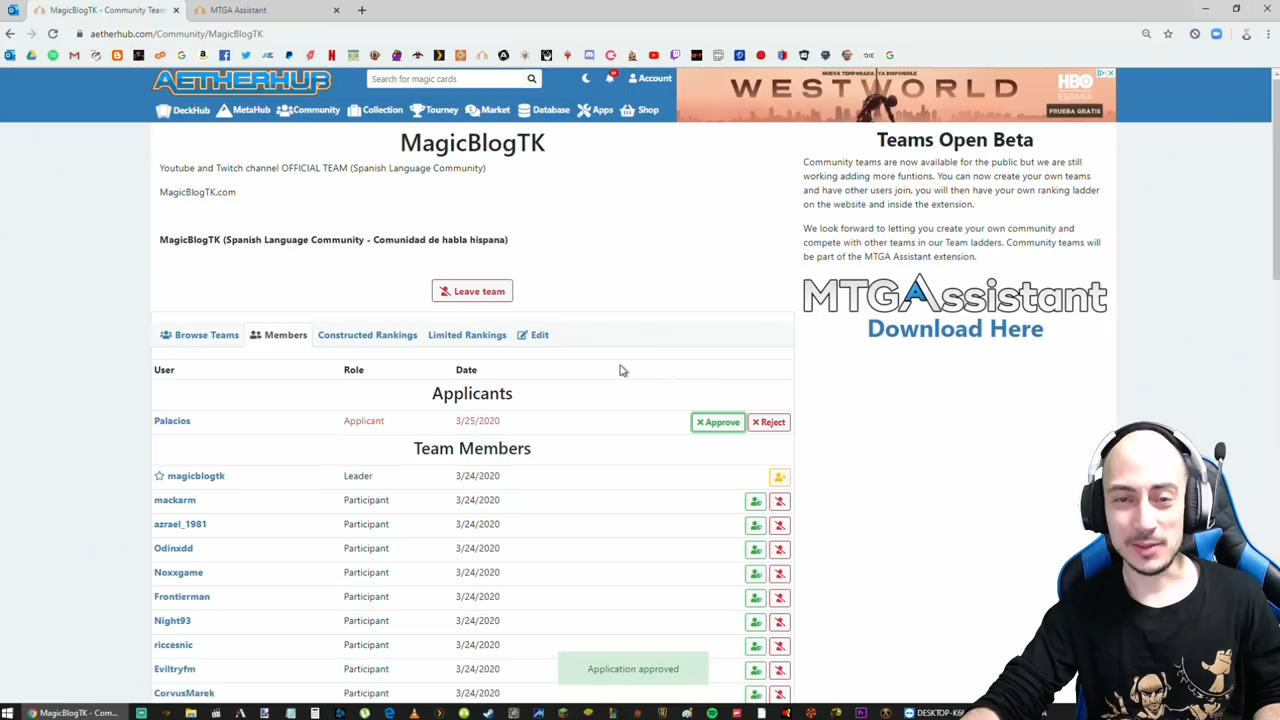 MagicBlogTK - Community Team
MTGA Assistant
aetherhub.com/Community/MagicBlogTK
AETHERHUB
Search for magic cards
Account
NUEVA TEMPORADA YA DISPONIBLE
WESTWORLD
HBO
ESPAÑA
PRUEBA GRATIS
DeckHub MetaHub Community Collection Tourney Market Database Apps Shop
MagicBlogTK
Youtube and Twitch channel OFFICIAL TEAM (Spanish Language Community)
MagicBlogTK.com
MagicBlogTK (Spanish Language Community - Comunidad de habla hispana)
Leave team
Browse Teams Members Constructed Rankings Limited Rankings Edit
User Role Date
Applicants
Palacios Applicant 3/25/2020 Approve Reject
Team Members
magicblogtk Leader 3/24/2020
mackarm Participant 3/24/2020
azrael_1981 Participant 3/24/2020
Odinxdd Participant 3/24/2020
Noxxgame Participant 3/24/2020
Frontierman Participant 3/24/2020
Night93 Participant 3/24/2020
riccesnic Participant 3/24/2020
Eviltryfm Participant 3/24/2020
CorvusMarek Participant 3/24/2020
Application approved
Teams Open Beta
Community teams are now available for the public but we are still
working adding more funtions. You can now create your own teams
and have other users join, you will then have your own ranking ladder
on the website and inside the extension.
We look forward to letting you create your own community and
compete with other teams in our Team ladders. Community teams will
be part of the MTGA Assistant extension.
MTGAssistant
Download Here
MagicBlogTK - Com...